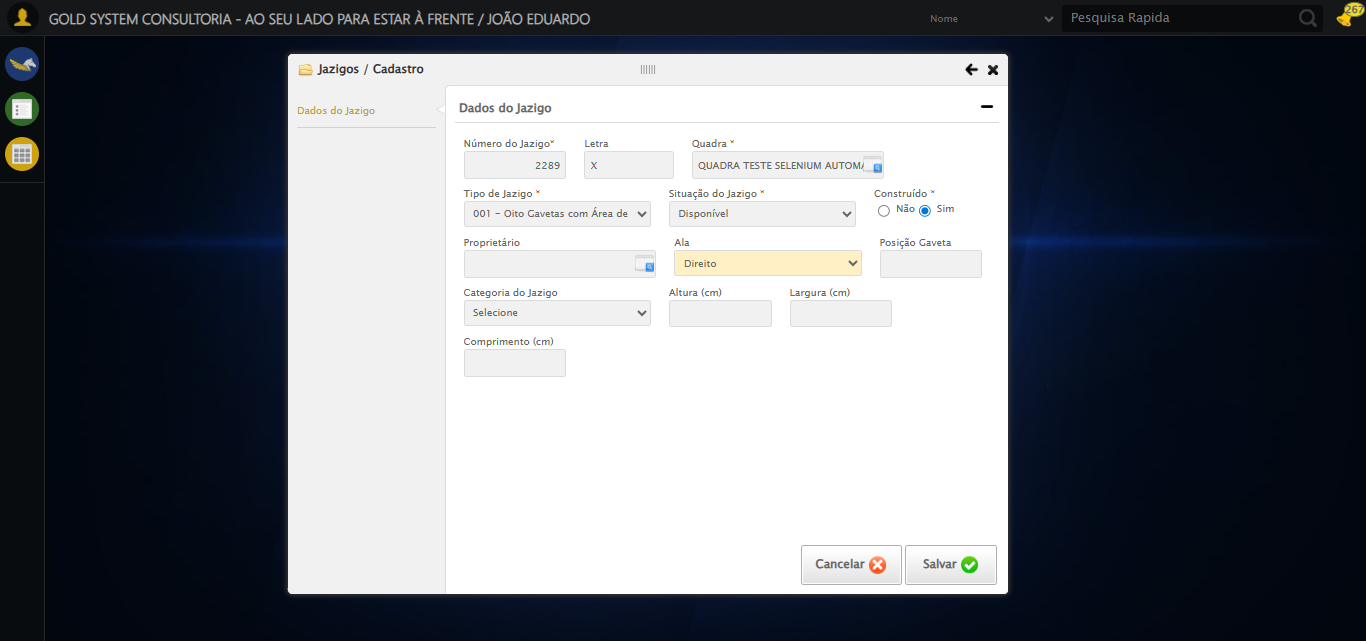 GOLD SYSTEM CONSULTORIA - AO SEU LADO PARA ESTAR À FRENTE / JOÃO EDUARDO
Nome
Pesquisa Rapida
267
Jazigos / Cadastro
Dados do Jazigo
Dados do Jazigo
Número do Jazigo* Letra Quadra *
2289 X QUADRA TESTE SELENIUM AUTOMA
Tipo de Jazigo * Situação do Jazigo * Construído *
001 - Oito Gavetas com Área de Disponível Não Sim
Proprietário Ala Posição Gaveta
Direito
Categoria do Jazigo Altura (cm) Largura (cm)
Selecione
Comprimento (cm)
Cancelar Salvar